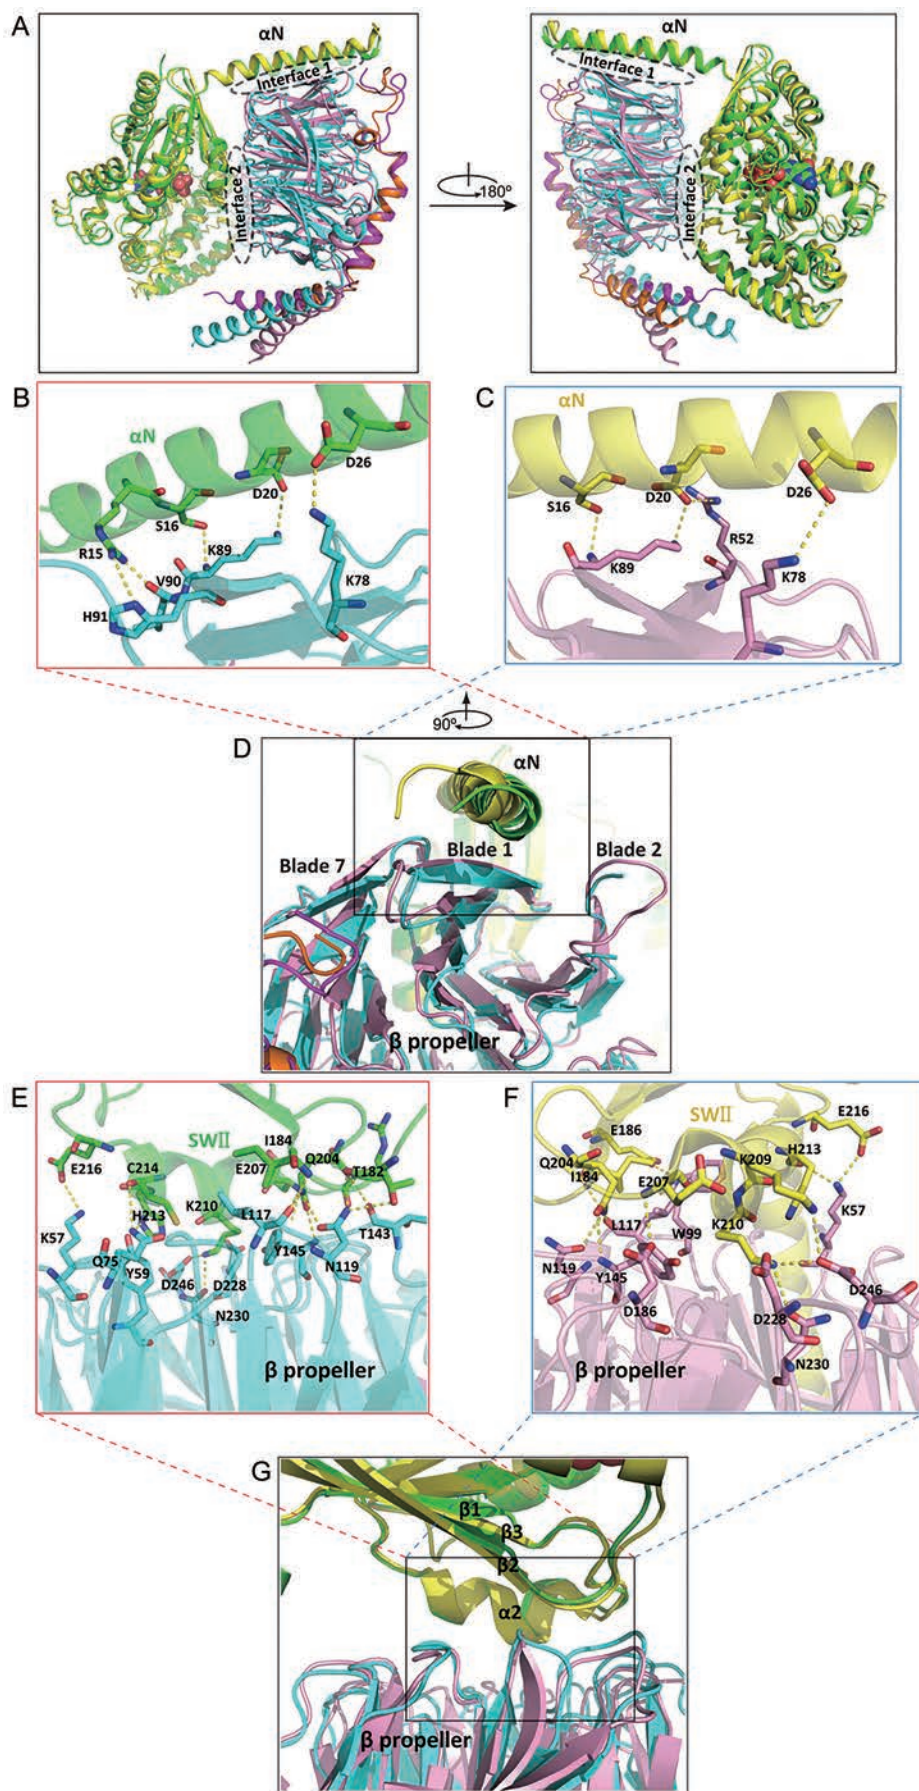 A
αN
Interface 1
Interface 2
180º
αN
Interface 1
Interface 2
B
αN
D26
D20
S16
R15
K89
V90
H91
K78
C
αN
S16
D20
D26
R52
K89
K78
90º
D
αN
Blade 1
Blade 7
Blade 2
β propeller
E
SWII
I184
E216
C214
E207
Q204
T182
K210
H213
L117
K57
T143
Q75
Y59
Y145
N119
D246
D228
N230
β propeller
F
SWII
E216
E186
H213
Q204
K209
I184
E207
K57
L117
W99
K210
N119
Y145
D186
D246
D228
N230
β propeller
G
β1
β3
β2
α2
β propeller